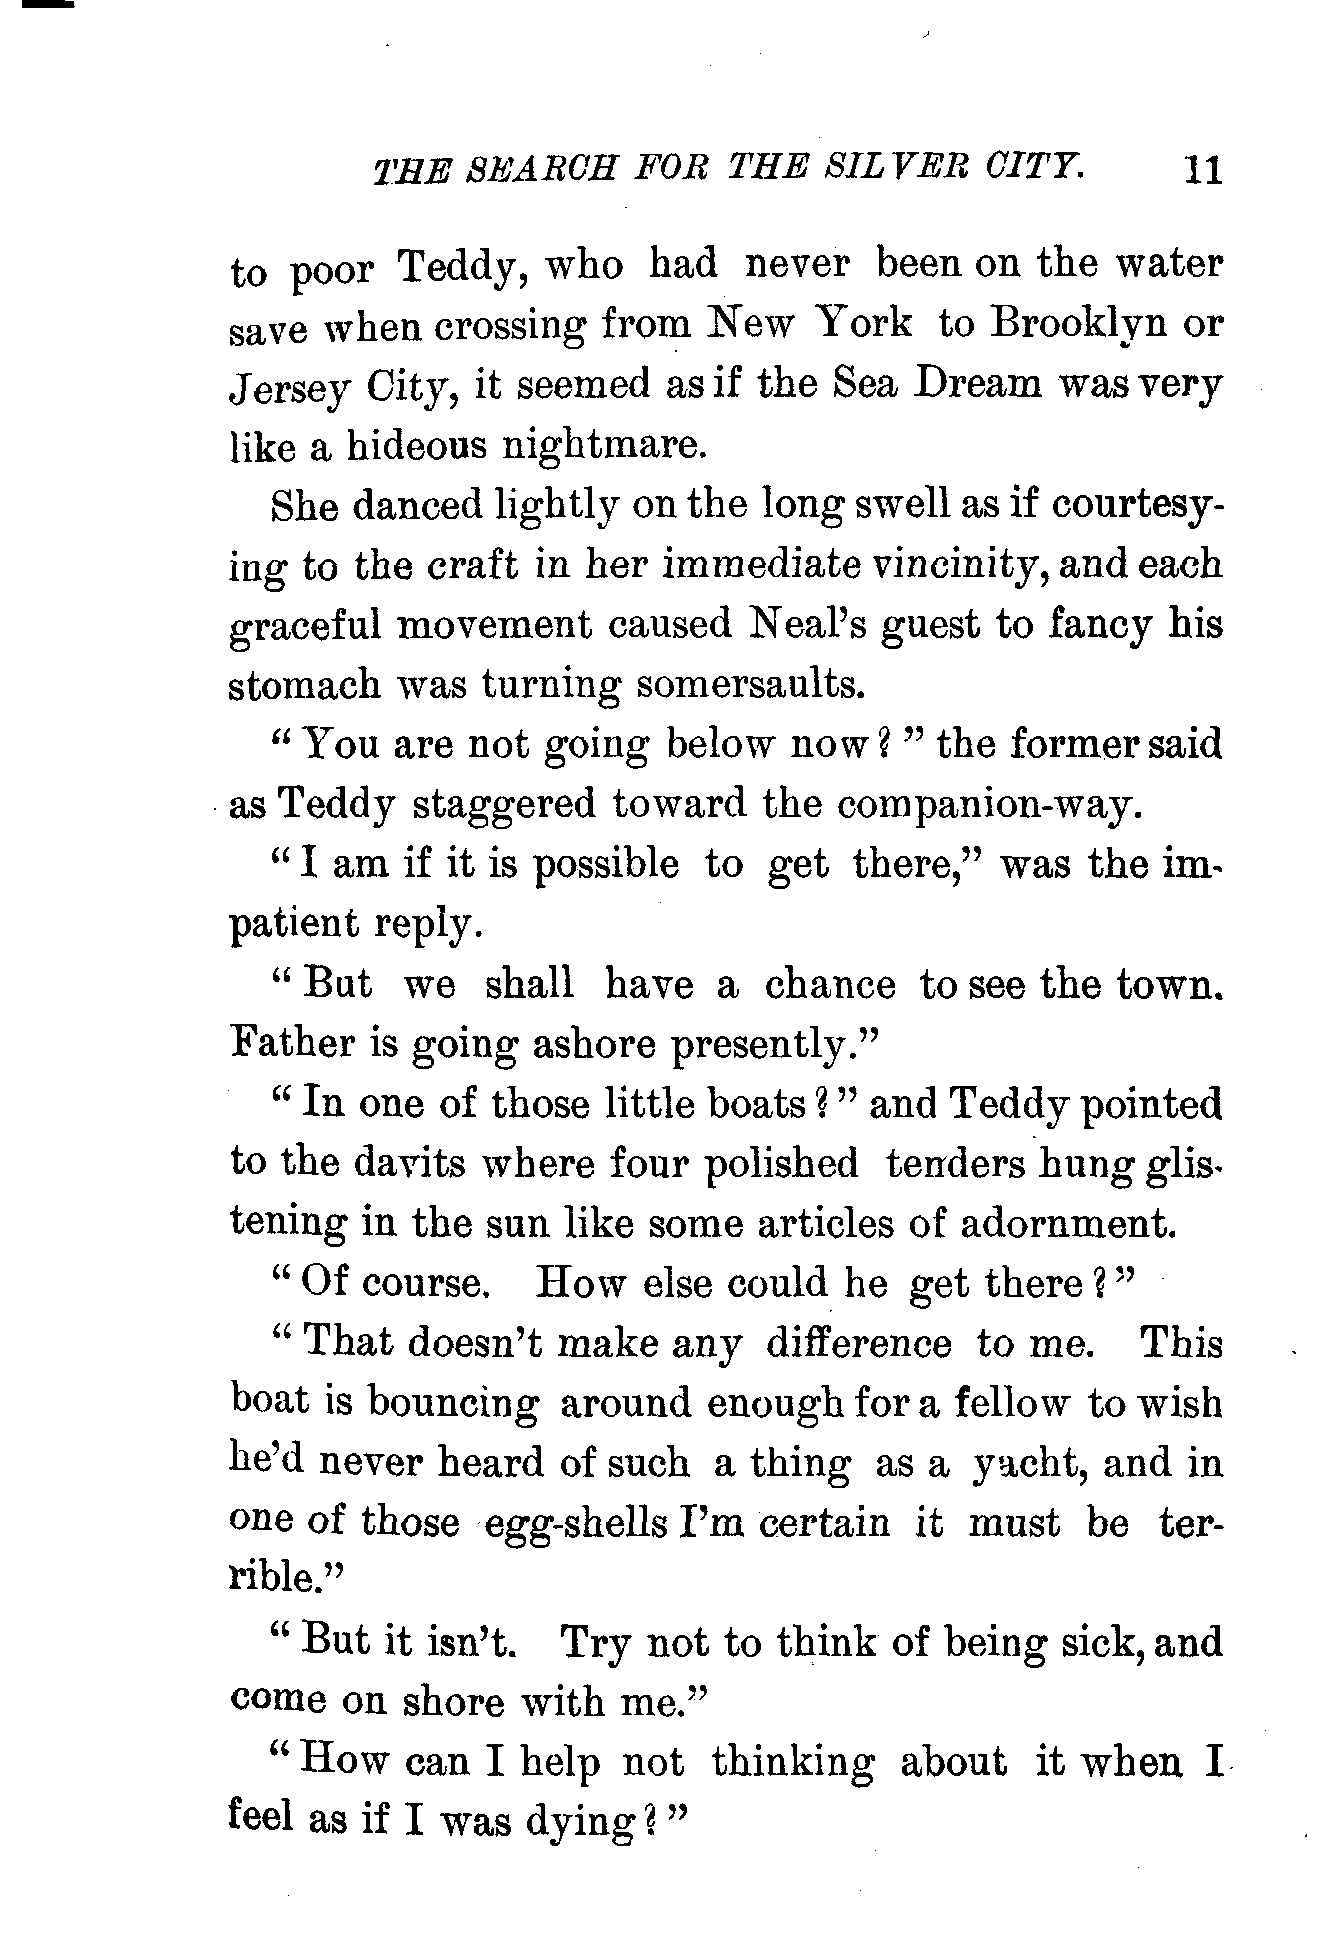 THE SEARCH FOR THE SILVER CITY. 11
to poor Teddy, who had never been on the water
save when crossing from New York to Brooklyn or
Jersey City, it seemed as if the Sea Dream was very
like a hideous nightmare.
She danced lightly on the long swell as if courtesy-
ing to the craft in her immediate vincinity, and each
graceful movement caused Neal's guest to fancy his
stomach was turning somersaults.
"You are not going below now?" the former said
as Teddy staggered toward the companion-way.
"I am if it is possible to get there," was the im-
patient reply.
"But we shall have a chance to see the town.
Father is going ashore presently."
"In one of those little boats?" and Teddy pointed
to the davits where four polished tenders hung glis-
tening in the sun like some articles of adornment.
"Of course. How else could he get there?"
"That doesn't make any difference to me. This
boat is bouncing around enough for a fellow to wish
he'd never heard of such a thing as a yacht, and in
one of those egg-shells I'm certain it must be ter-
rible."
"But it isn't. Try not to think of being sick, and
come on shore with me."
"How can I help not thinking about it when I
feel as if I was dying?"